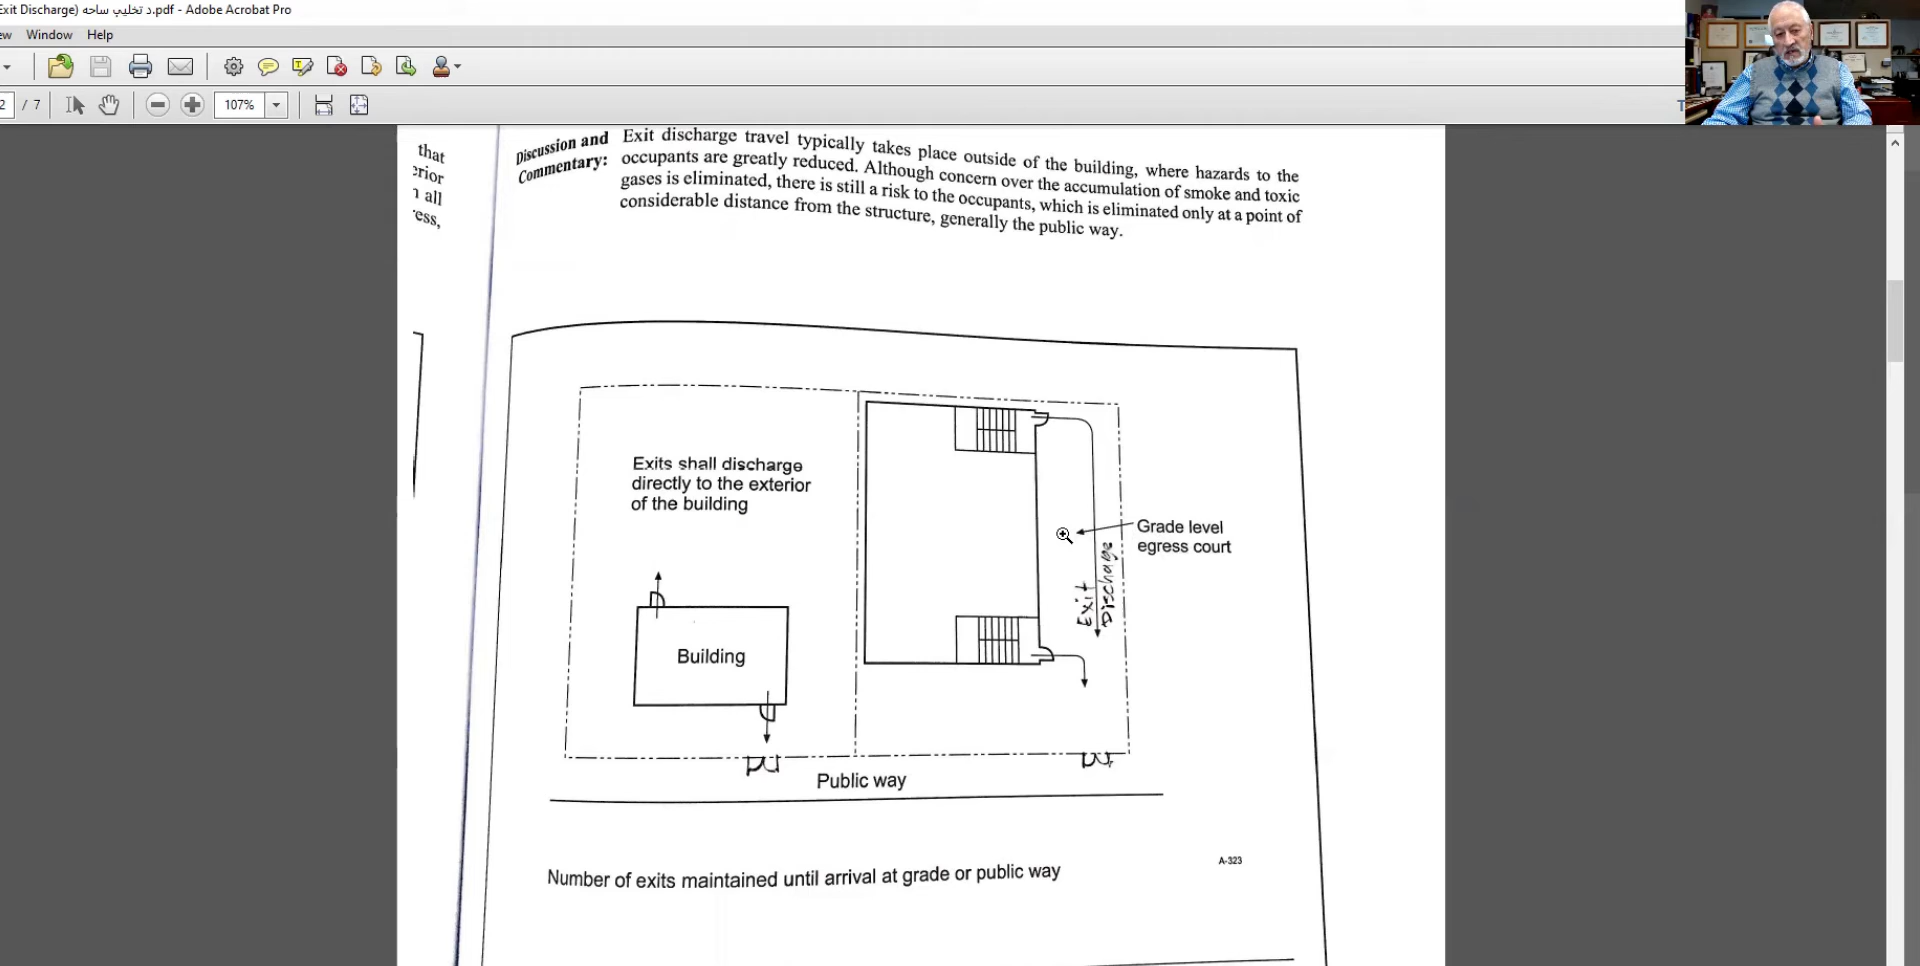 Exit Discharge) د تخليې ساحه.pdf - Adobe Acrobat Pro
ew Window Help
2 / 7 107%
that
erior
n all
ress,
Discussion and
Commentary:
Exit discharge travel typically takes place outside of the building, where hazards to the
occupants are greatly reduced. Although concern over the accumulation of smoke and toxic
gases is eliminated, there is still a risk to the occupants, which is eliminated only at a point of
considerable distance from the structure, generally the public way.
Exits shall discharge
directly to the exterior
of the building
Grade level
egress court
Exit
Discharge
Building
Public way
A-323
Number of exits maintained until arrival at grade or public way